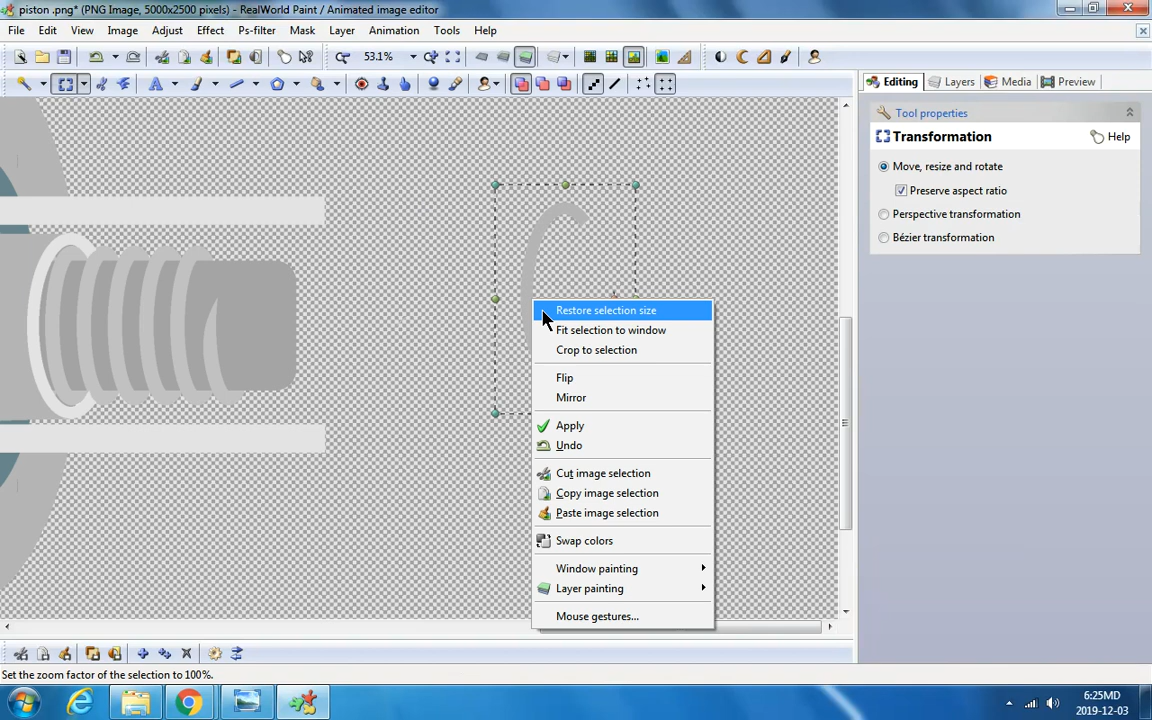 piston .png* (PNG Image, 5000x2500 pixels) - RealWorld Paint / Animated image editor
File Edit View Image Adjust Effect Ps-filter Mask Layer Animation Tools Help
53.1%
Editing Layers Media Preview
Tool properties
Transformation Help
Move, resize and rotate
Preserve aspect ratio
Perspective transformation
Bézier transformation
Restore selection size
Fit selection to window
Crop to selection
Flip
Mirror
Apply
Undo
Cut image selection
Copy image selection
Paste image selection
Swap colors
Window painting
Layer painting
Mouse gestures...
Set the zoom factor of the selection to 100%.
6:25MD
2019-12-03